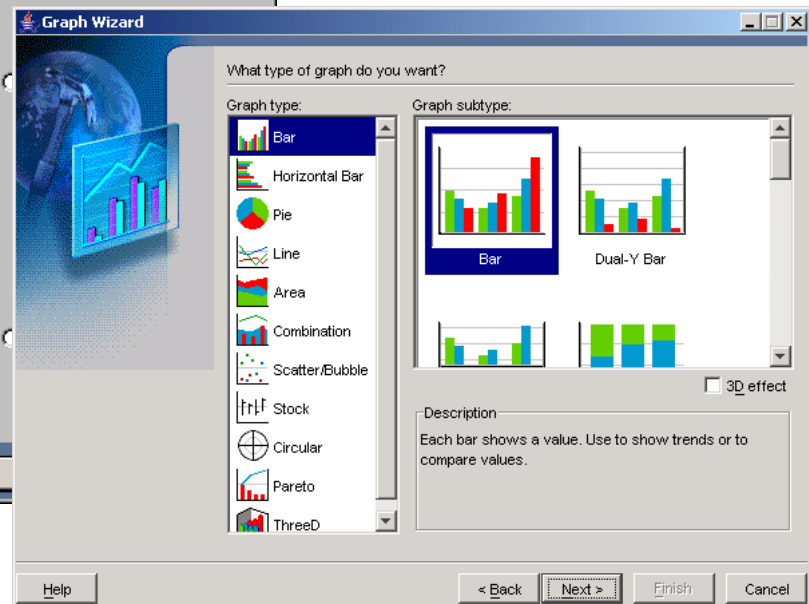 Graph Wizard
What type of graph do you want?
Graph type:
Bar
Horizontal Bar
Pie
Line
Area
Combination
Scatter/Bubble
Stock
Circular
Pareto
ThreeD
Graph subtype:
Bar
Dual-Y Bar
3D effect
Description
Each bar shows a value. Use to show trends or to
compare values.
Help
< Back
Next >
Finish
Cancel